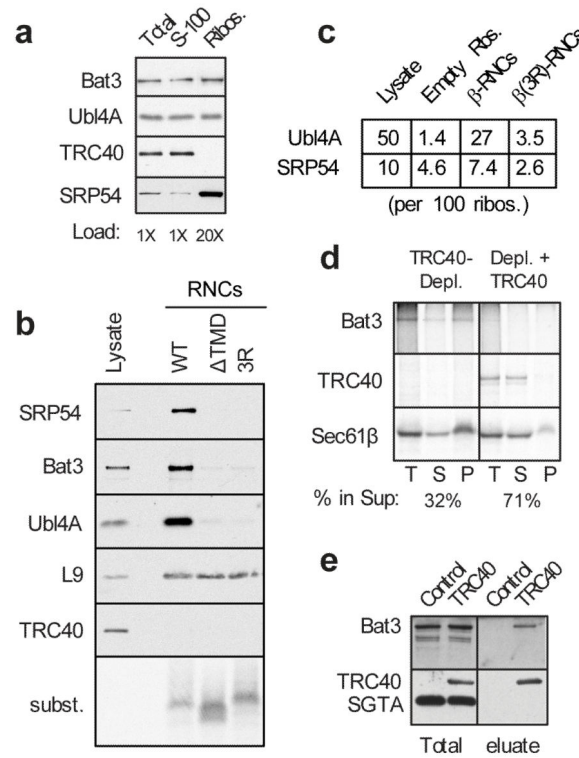 a
Total
S-100
Ribos.
Bat3
Ubl4A
TRC40
SRP54
Load: 1X 1X 20X
b
RNCs
Lysate
WT
ΔTMD
3R
SRP54
Bat3
Ubl4A
L9
TRC40
subst.
c
Lysate
Empty Rbs.
β-RNCs
β(3R)-RNCs
Ubl4A 50 1.4 27 3.5
SRP54 10 4.6 7.4 2.6
(per 100 ribos.)
d
TRC40- Depl. +
Depl. TRC40
Bat3
TRC40
Sec61β
T S P T S P
% in Sup: 32% 71%
e
Control
TRC40
Control
TRC40
Bat3
TRC40
SGTA
Total eluate